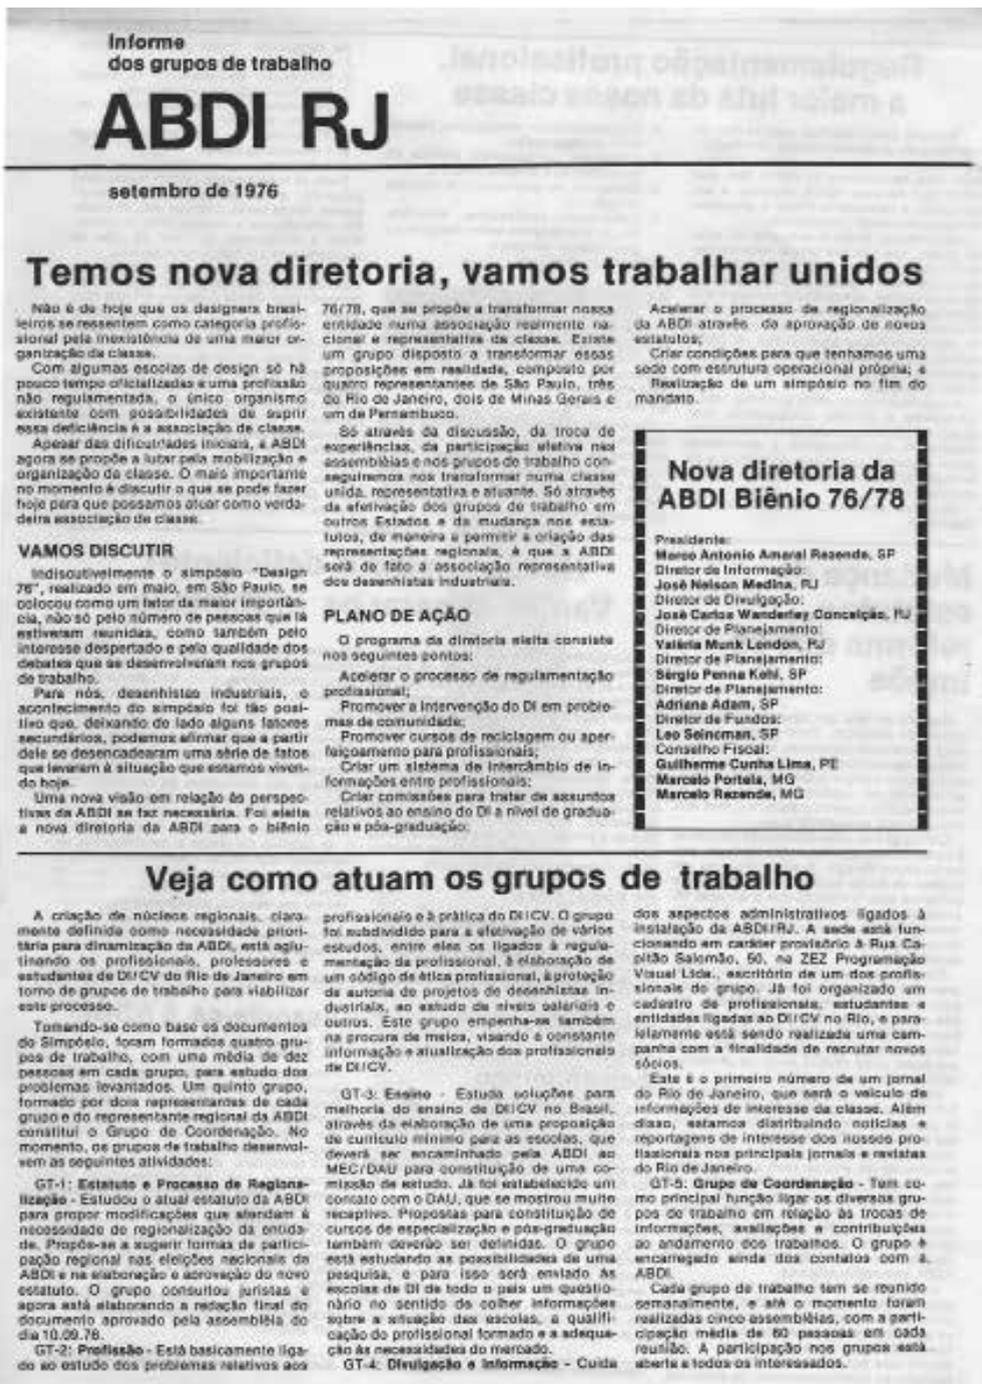 Informe
dos grupos de trabalho
ABDI RJ
setembro de 1976
Temos nova diretoria, vamos trabalhar unidos
Não é de hoje que os designers brasi-
leiros se ressentem como categoria profis-
sional pela inexistência de uma maior or-
ganização da classe.
Com algumas escolas de design só há
pouco tempo oficializadas e uma profissão
não regulamentada, o único organismo
existente com possibilidades de suprir
essa deficiência é a associação de classe.
Apesar das dificuldades iniciais, a ABDI
agora se propõe a lutar pela mobilização e
organização da classe. O mais importante
no momento é discutir o que se pode fazer
hoje para que possamos atuar como verda-
deira associação de classe.
VAMOS DISCUTIR
Indiscutivelmente o simpósio "Design
76", realizado em maio, em São Paulo, se
colocou como um fator da maior importân-
cia, não só pelo número de pessoas que lá
estiveram reunidas, como também pelo
interesse despertado e pela qualidade dos
debates que se desenvolveram nos grupos
de trabalho.
Para nós, desenhistas industriais, o
acontecimento do simpósio foi tão posi-
tivo que, deixando de lado alguns fatores
secundários, podemos afirmar que a partir
dele se desencadearam uma série de fatos
que levaram à situação que estamos viven-
do hoje.
Uma nova visão em relação às perspec-
tivas da ABDI se faz necessária. Foi eleita
a nova diretoria da ABDI para o biênio
76/78, que se propõe a transformar nossa
entidade numa associação realmente na-
cional e representativa da classe. Existe
um grupo disposto a transformar essas
proposições em realidade, composto por
quatro representantes de São Paulo, três
do Rio de Janeiro, dois de Minas Gerais e
um de Pernambuco.
Só através da discussão, da troca de
experiências, da participação efetiva nas
assembléias e nos grupos de trabalho con-
seguiremos nos transformar numa classe
unida, representativa e atuante. Só através
da efetivação dos grupos de trabalho em
outros Estados e da mudança nos esta-
tutos, de maneira a permitir a criação das
representações regionais, é que a ABDI
será de fato a associação representativa
dos desenhistas industriais.
PLANO DE AÇÃO
O programa da diretoria eleita consiste
nos seguintes pontos:
Acelerar o processo de regulamentação
profissional;
Promover a intervenção do DI em proble-
mas de comunidade;
Promover cursos de reciclagem ou aper-
feiçoamento para profissionais;
Criar um sistema de intercâmbio de in-
formações entre profissionais;
Criar comissões para tratar de assuntos
relativos ao ensino do DI a nível de gradua-
ção e pós-graduação;
Acelerar o processo de regionalização
da ABDI através da aprovação de novos
estatutos;
Criar condições para que tenhamos uma
sede com estrutura operacional própria; e
Realização de um simpósio no fim do
mandato.
Nova diretoria da
ABDI Biênio 76/78
Presidente:
Marco Antonio Amaral Rezende, SP
Diretor de Informação:
José Nelson Medina, RJ
Diretor de Divulgação:
José Carlos Wanderley Conceição, RJ
Diretor de Planejamento:
Valéria Munk London, RJ
Diretor de Planejamento:
Sérgio Penna Kehl, SP
Diretor de Planejamento:
Adriana Adam, SP
Diretor de Fundos:
Leo Seincman, SP
Conselho Fiscal:
Guilherme Cunha Lima, PE
Marcelo Portela, MG
Marcelo Rezende, MG
Veja como atuam os grupos de trabalho
A criação de núcleos regionais, clara-
mente definida como necessidade priori-
tária para dinamização da ABDI, está aglu-
tinando os profissionais, professores e
estudantes de DI/CV do Rio de Janeiro em
torno de grupos de trabalho para viabilizar
este processo.
Tomando-se como base os documentos
do Simpósio, foram formados quatro gru-
pos de trabalho, com uma média de dez
pessoas em cada grupo, para estudo dos
problemas levantados. Um quinto grupo,
formado por dois representantes de cada
grupo e do representante regional da ABDI
constitui o Grupo de Coordenação. No
momento, os grupos de trabalho desenvol-
vem as seguintes atividades:
GT-1: Estatuto e Processo de Regiona-
lização - Estudou o atual estatuto da ABDI
para propor modificações que atendam à
necessidade de regionalização da entida-
de. Propôs-se a sugerir formas de partici-
pação regional nas eleições nacionais da
ABDI e na elaboração e aprovação do novo
estatuto. O grupo consultou juristas e
agora está elaborando a redação final do
documento aprovado pela assembléia do
dia 10.09.76.
GT-2: Profissão - Está basicamente liga-
do ao estudo dos problemas relativos aos
profissionais e à prática do DI/CV. O grupo
foi subdividido para a efetivação de vários
estudos, entre eles os ligados à regula-
mentação da profissional, à elaboração de
um código de ética profissional, à proteção
da autoria de projetos de desenhistas in-
dustriais, ao estudo de níveis salariais e
outros. Este grupo empenha-se também
na procura de meios, visando a constante
informação e atualização dos profissionais
de DI/CV.
GT-3: Ensino - Estuda soluções para
melhoria do ensino de DI/CV no Brasil,
através da elaboração de uma proposição
de currículo mínimo para as escolas, que
deverá ser encaminhado pela ABDI ao
MEC/DAU para constituição de uma co-
missão de estudo. Já foi estabelecido um
contato com o DAU, que se mostrou muito
receptivo. Propostas para constituição de
cursos de especialização e pós-graduação
também deverão ser definidas. O grupo
está estudando as possibilidades de uma
pesquisa, e para isso será enviado às
escolas de DI de todo o país um questio-
nário no sentido de colher informações
sobre a situação das escolas, a qualifi-
cação do profissional formado e a adequa-
ção às necessidades do mercado.
GT-4: Divulgação e Informação - Cuida
dos aspectos administrativos ligados à
instalação da ABDI/RJ. A sede está fun-
cionando em caráter provisório à Rua Ca-
pitão Salomão, 50, na ZEZ Programação
Visual Ltda., escritório de um dos profis-
sionais do grupo. Já foi organizado um
cadastro de profissionais, estudantes e
entidades ligadas ao DI/CV no Rio, e para-
lelamente está sendo realizada uma cam-
panha com a finalidade de recrutar novos
sócios.
Este é o primeiro número de um jornal
do Rio de Janeiro, que será o veículo de
informações de interesse da classe. Além
disso, estamos distribuindo notícias e
reportagens de interesse dos nossos pro-
fissionais nos principais jornais e revistas
do Rio de Janeiro.
GT-5: Grupo de Coordenação - Tem co-
mo principal função ligar os diversos gru-
pos de trabalho em relação às trocas de
informações, avaliações e contribuições
ao andamento dos trabalhos. O grupo é
encarregado ainda dos contatos com a
ABDI.
Cada grupo de trabalho tem se reunido
semanalmente, e até o momento foram
realizadas cinco assembléias, com a parti-
cipação média de 60 pessoas em cada
reunião. A participação nos grupos está
aberta a todos os interessados.